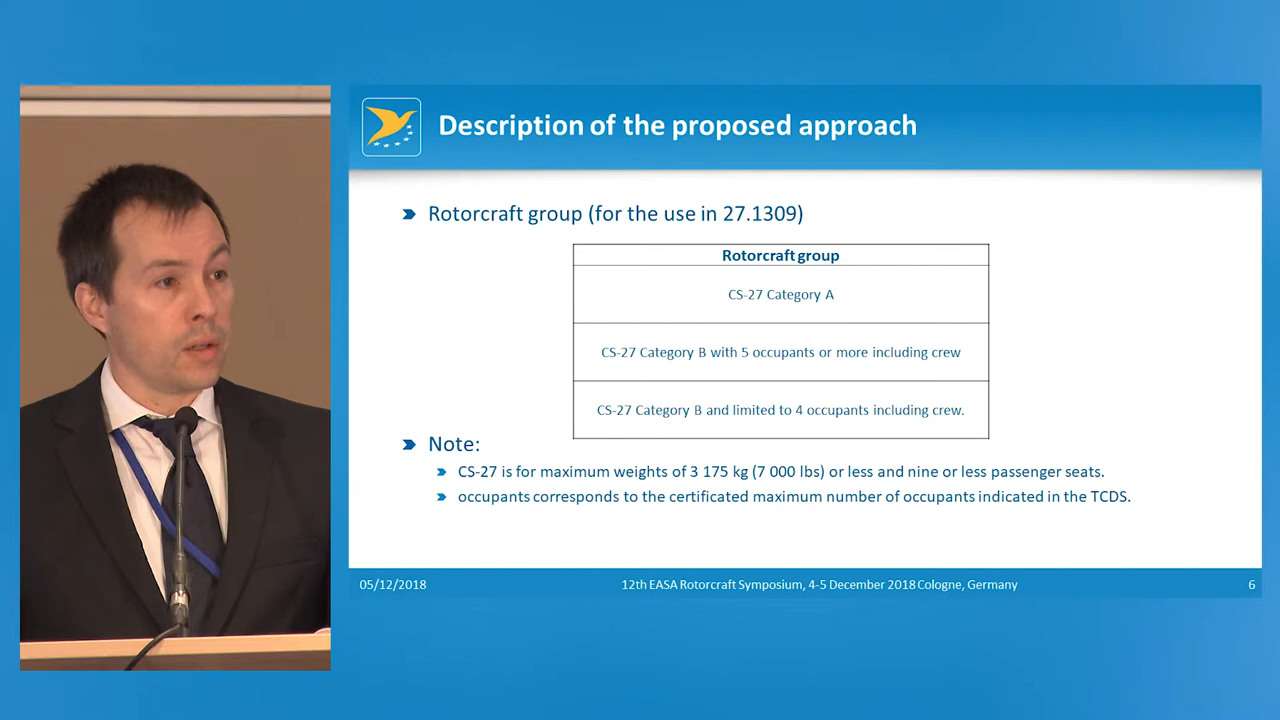 Description of the proposed approach
Rotorcraft group (for the use in 27.1309)
Rotorcraft group
CS-27 Category A
CS-27 Category B with 5 occupants or more including crew
CS-27 Category B and limited to 4 occupants including crew.
Note:
CS-27 is for maximum weights of 3 175 kg (7 000 lbs) or less and nine or less passenger seats.
occupants corresponds to the certificated maximum number of occupants indicated in the TCDS.
05/12/2018
12th EASA Rotorcraft Symposium, 4-5 December 2018 Cologne, Germany
6